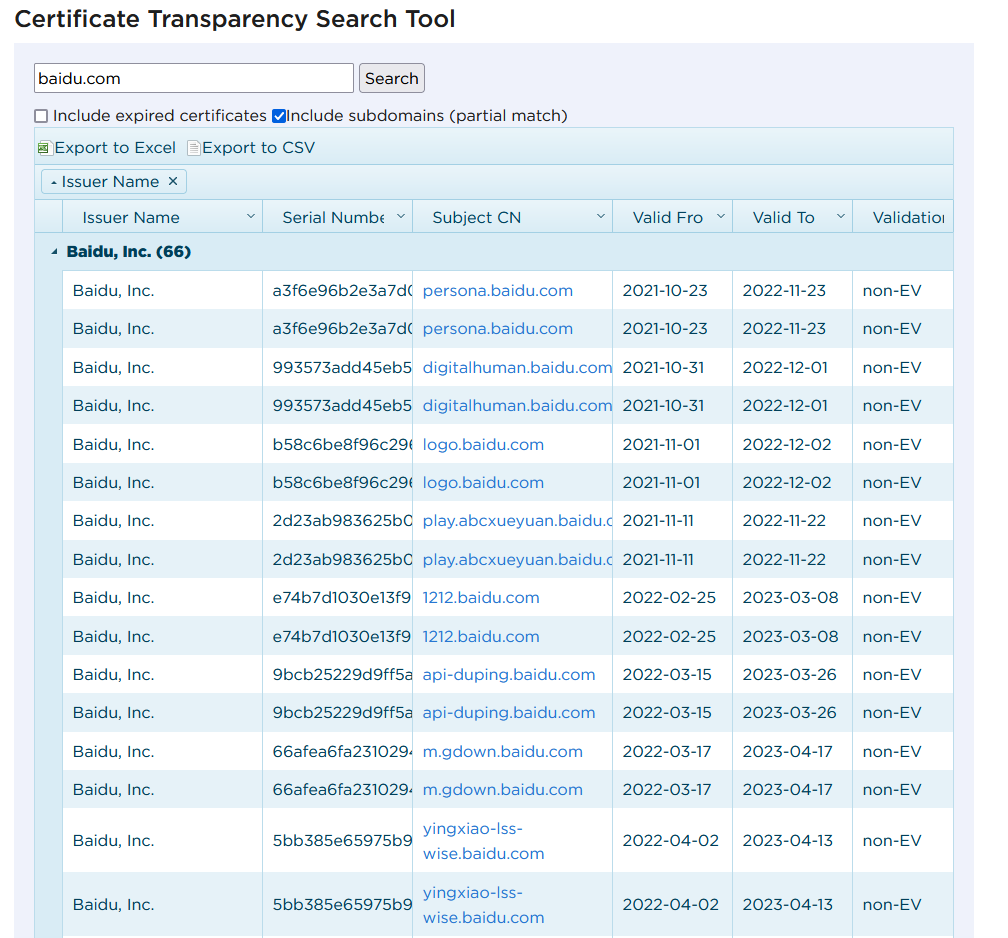 Certificate Transparency Search Tool
baidu.com Search
Include expired certificates Include subdomains (partial match)
Export to Excel Export to CSV
Issuer Name ×
Issuer Name Serial Numbe Subject CN Valid Fro Valid To Validation
Baidu, Inc. (66)
Baidu, Inc. a3f6e96b2e3a7d0 persona.baidu.com 2021-10-23 2022-11-23 non-EV
Baidu, Inc. a3f6e96b2e3a7d0 persona.baidu.com 2021-10-23 2022-11-23 non-EV
Baidu, Inc. 993573add45eb5 digitalhuman.baidu.com 2021-10-31 2022-12-01 non-EV
Baidu, Inc. 993573add45eb5 digitalhuman.baidu.com 2021-10-31 2022-12-01 non-EV
Baidu, Inc. b58c6be8f96c296 logo.baidu.com 2021-11-01 2022-12-02 non-EV
Baidu, Inc. b58c6be8f96c296 logo.baidu.com 2021-11-01 2022-12-02 non-EV
Baidu, Inc. 2d23ab983625b0 play.abcxueyuan.baidu.c 2021-11-11 2022-11-22 non-EV
Baidu, Inc. 2d23ab983625b0 play.abcxueyuan.baidu.c 2021-11-11 2022-11-22 non-EV
Baidu, Inc. e74b7d1030e13f9 1212.baidu.com 2022-02-25 2023-03-08 non-EV
Baidu, Inc. e74b7d1030e13f9 1212.baidu.com 2022-02-25 2023-03-08 non-EV
Baidu, Inc. 9bcb25229d9ff5a api-duping.baidu.com 2022-03-15 2023-03-26 non-EV
Baidu, Inc. 9bcb25229d9ff5a api-duping.baidu.com 2022-03-15 2023-03-26 non-EV
Baidu, Inc. 66afea6fa2310294 m.gdown.baidu.com 2022-03-17 2023-04-17 non-EV
Baidu, Inc. 66afea6fa2310294 m.gdown.baidu.com 2022-03-17 2023-04-17 non-EV
Baidu, Inc. 5bb385e65975b9 yingxiao-lss- 2022-04-02 2023-04-13 non-EV
wise.baidu.com
Baidu, Inc. 5bb385e65975b9 yingxiao-lss- 2022-04-02 2023-04-13 non-EV
wise.baidu.com